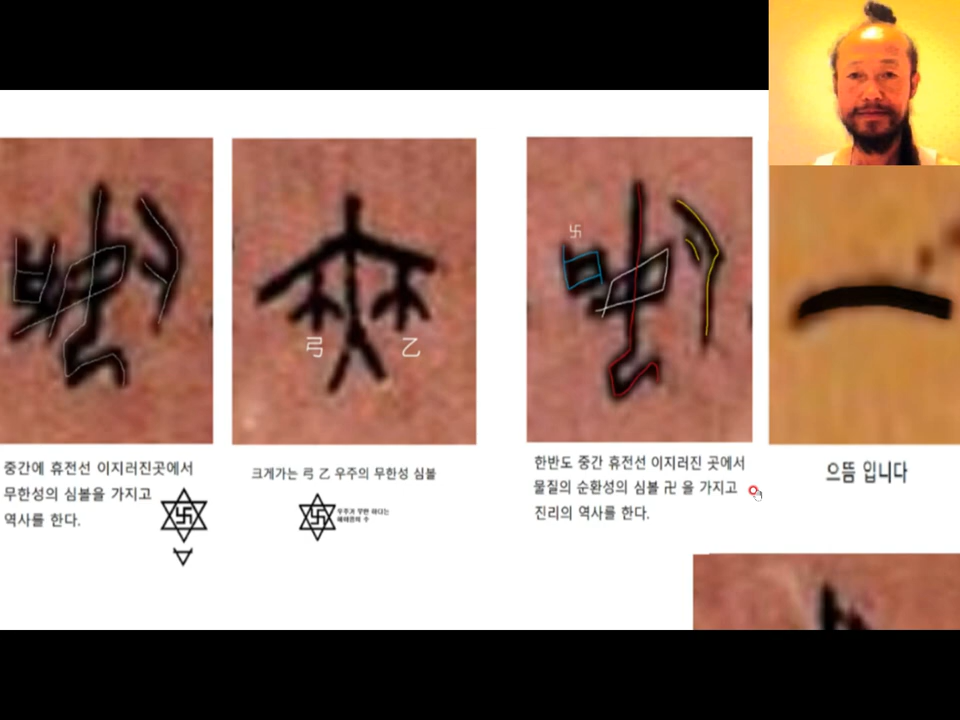 중간에 휴전선 이지러진곳에서
무한성의 심볼을 가지고
역사를 한다.
弓 乙
크게가는 弓 乙 우주의 무한성 심볼
卐
한반도 중간 휴전선 이지러진 곳에서
물질의 순환성의 심볼 卍 을 가지고
진리의 역사를 한다.
으뜸 입니다